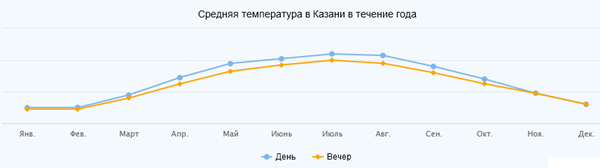 Средняя температура в Казани в течение года
Янв. Фев. Март Апр. Май Июнь Июль Авг. Сен. Окт. Ноя. Дек.
День Вечер